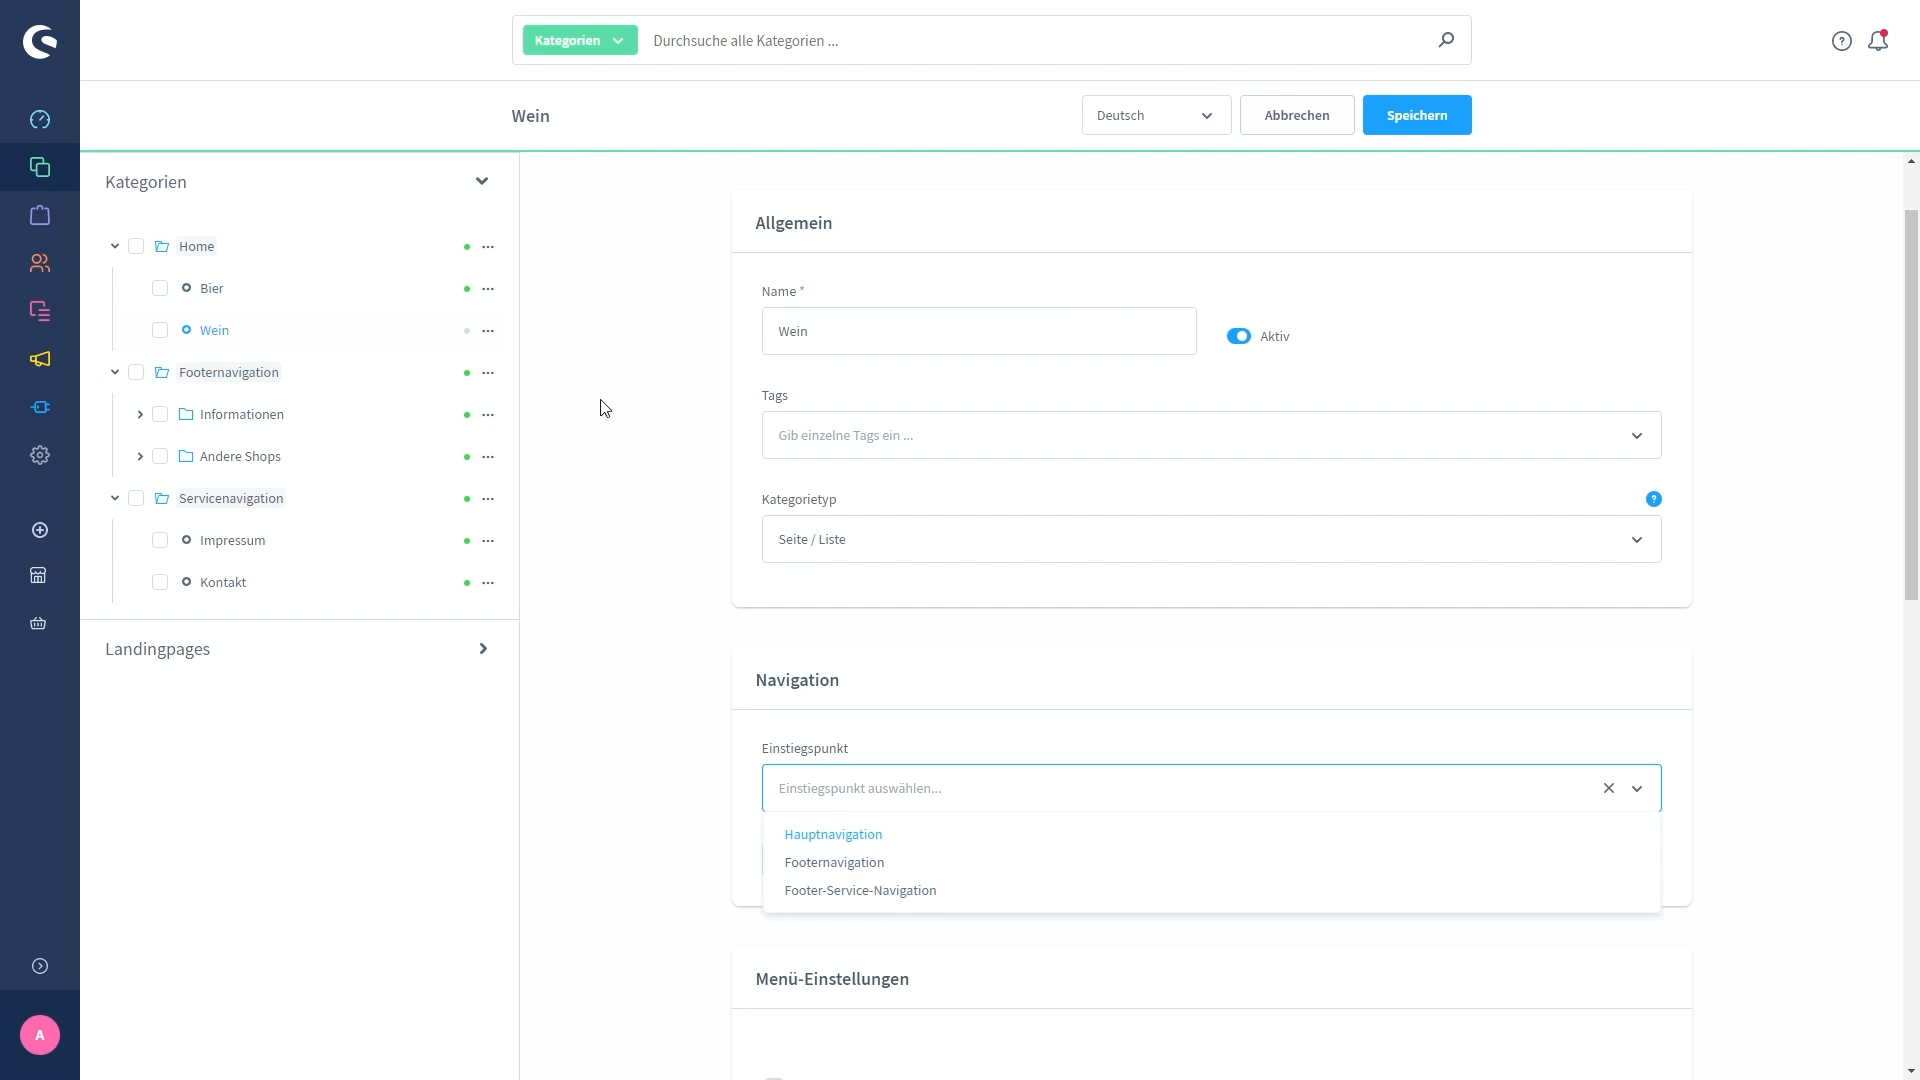 Kategorien
Durchsuche alle Kategorien ...
Wein
Deutsch
Abbrechen
Speichern
Kategorien
Home
Bier
Wein
Footernavigation
Informationen
Andere Shops
Servicenavigation
Impressum
Kontakt
Landingpages
A
Allgemein
Name *
Wein
Aktiv
Tags
Gib einzelne Tags ein ...
Kategorietyp
?
Seite / Liste
Navigation
Einstiegspunkt
Einstiegspunkt auswählen...
Hauptnavigation
Footernavigation
Footer-Service-Navigation
Menü-Einstellungen